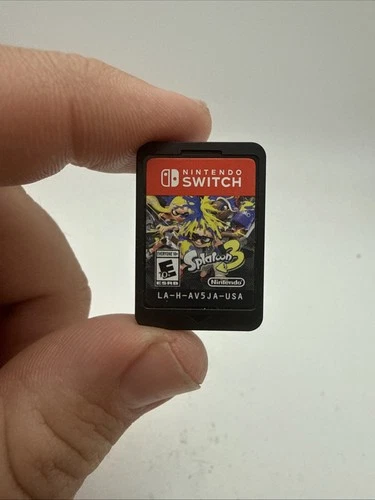 NINTENDO
SWITCH
EVERYONE 10+
E
ESRB
Splatoon 3
Nintendo
LA-H-AV5JA-USA